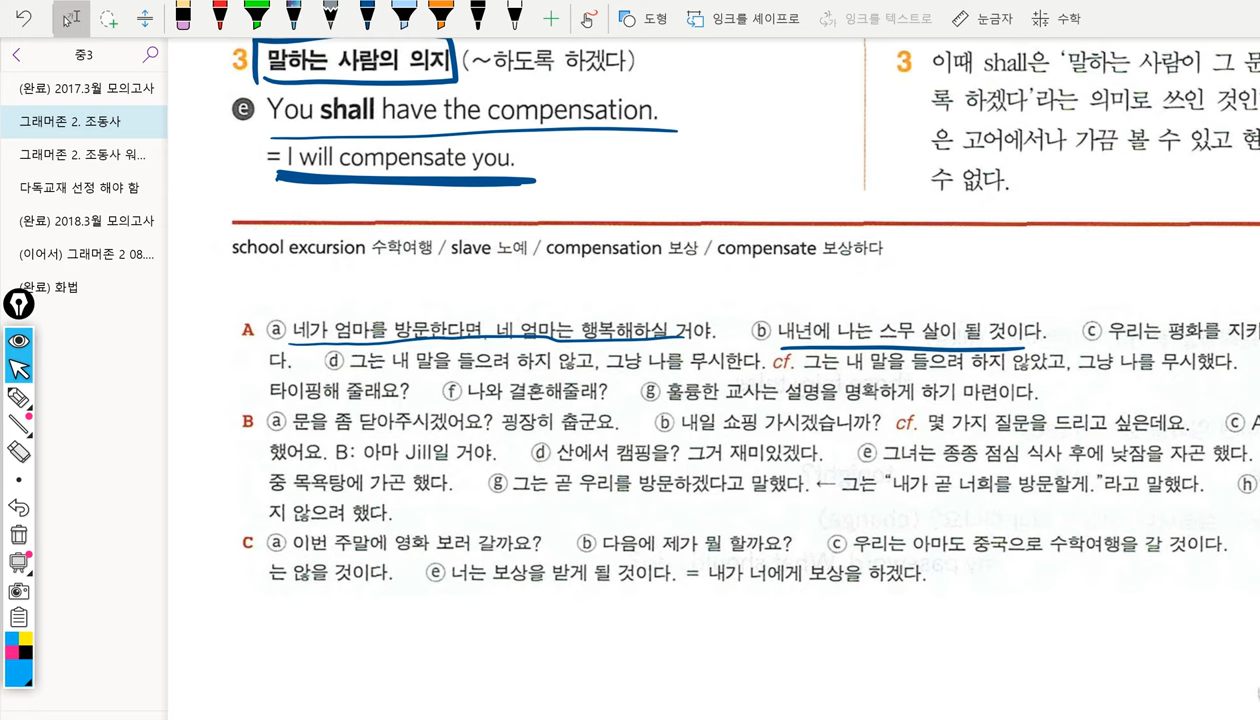 도형
잉크를 셰이프로
잉크를 텍스트로
눈금자
수학
중3
(완료) 2017.3월 모의고사
그래머존 2. 조동사
그래머존 2. 조동사 워...
다독교재 선정 해야 함
(완료) 2018.3월 모의고사
(이어서) 그래머존 2 08....
(완료) 화법
3 말하는 사람의 의지 (～하도록 하겠다)
ⓔ You shall have the compensation.
= I will compensate you.
3 이때 shall은 ‘말하는 사람이 그 문
록 하겠다’라는 의미로 쓰인 것인
은 고어에서나 가끔 볼 수 있고 현
수 없다.
school excursion 수학여행 / slave 노예 / compensation 보상 / compensate 보상하다
A ⓐ 네가 엄마를 방문한다면, 네 엄마는 행복해하실 거야. ⓑ 내년에 나는 스무 살이 될 것이다. ⓒ 우리는 평화를 지키
다. ⓓ 그는 내 말을 들으려 하지 않고, 그냥 나를 무시한다. cf. 그는 내 말을 들으려 하지 않았고, 그냥 나를 무시했다.
타이핑해 줄래요? ⓕ 나와 결혼해줄래? ⓖ 훌륭한 교사는 설명을 명확하게 하기 마련이다.
B ⓐ 문을 좀 닫아주시겠어요? 굉장히 춥군요. ⓑ 내일 쇼핑 가시겠습니까? cf. 몇 가지 질문을 드리고 싶은데요. ⓒ A
했어요. B: 아마 Jill일 거야. ⓓ 산에서 캠핑을? 그거 재미있겠다. ⓔ 그녀는 종종 점심 식사 후에 낮잠을 자곤 했다.
중 목욕탕에 가곤 했다. ⓖ 그는 곧 우리를 방문하겠다고 말했다. ← 그는 “내가 곧 너희를 방문할게.”라고 말했다. ⓗ
지 않으려 했다.
C ⓐ 이번 주말에 영화 보러 갈까요? ⓑ 다음에 제가 뭘 할까요? ⓒ 우리는 아마도 중국으로 수학여행을 갈 것이다.
는 않을 것이다. ⓔ 너는 보상을 받게 될 것이다. = 내가 너에게 보상을 하겠다.